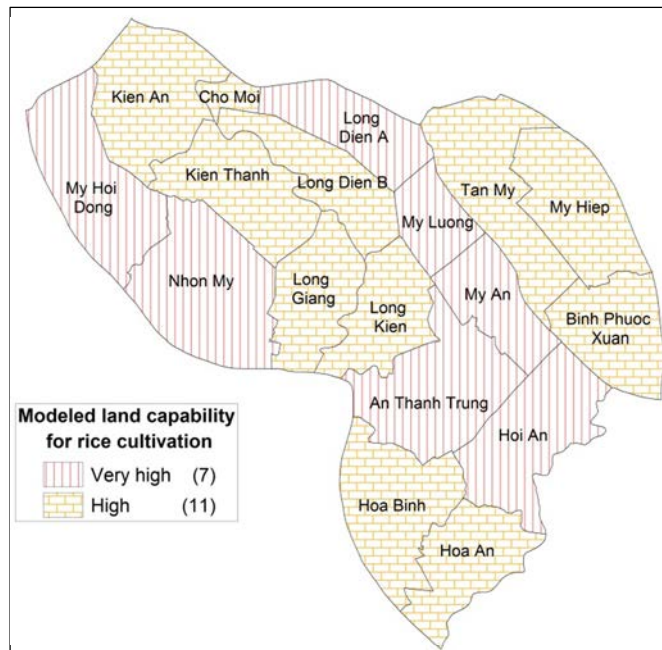 Kien An
Cho Moi
Long
Dien A
Kien Thanh
Long Dien B
My Hoi
Dong
Tan My
My Hiep
My Luong
Nhon My
Long
Giang
My An
Long
Kien
Binh Phuoc
Xuan
An Thanh Trung
Hoi An
Modeled land capability
for rice cultivation
Very high (7)
High (11)
Hoa Binh
Hoa An